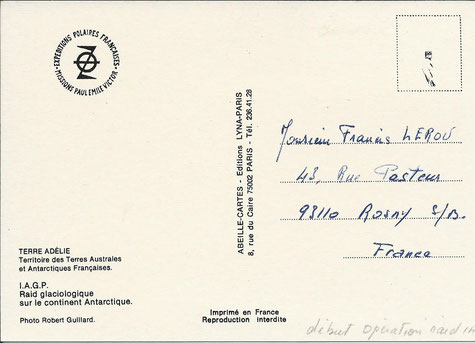 EXPEDITIONS POLAIRES FRANÇAISES
MISSIONS PAUL EMILE VICTOR
ABEILLE-CARTES - Editions LYNA-PARIS
8, rue du Caire 75002 PARIS - Tél. 236.41.28
Monsieur Francis LEROU
43, Rue Pasteur
93110 Rosny S/B.
France
TERRE ADÉLIE
Territoire des Terres Australes
et Antarctiques Françaises.
I.A.G.P.
Raid glaciologique
sur le continent Antarctique.
Photo Robert Guillard.
Imprimé en France
Reproduction interdite
début opération raid